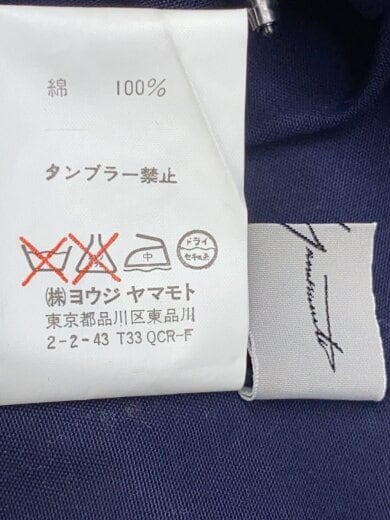 綿 100%
タンブラー禁止
中
ドライ
セキユ系
(株)ヨウジ ヤマモト
東京都品川区東品川
2-2-43 T33 QCR-F
Yamamoto